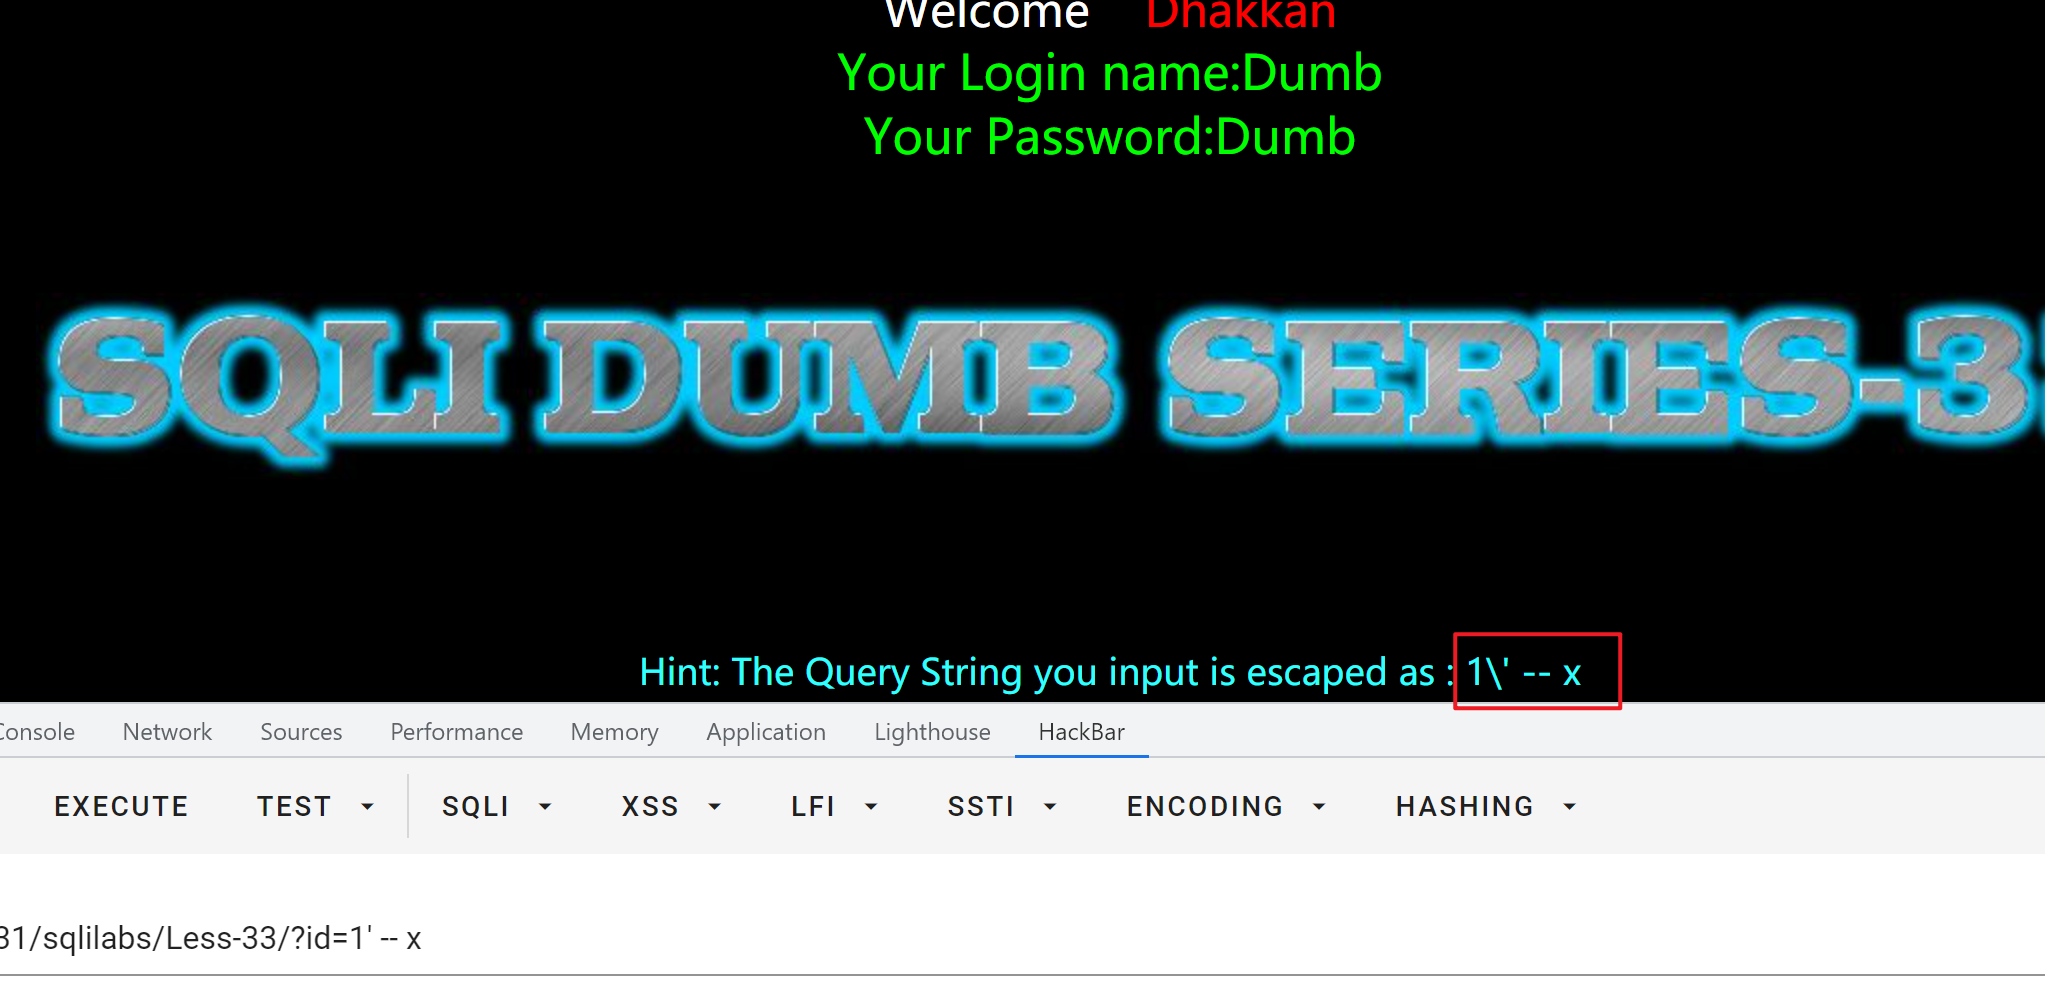 Welcome Dhakkan
Your Login name:Dumb
Your Password:Dumb
SQLI DUMB SERIES-3
Hint: The Query String you input is escaped as : 1\' -- x
Console Network Sources Performance Memory Application Lighthouse HackBar
EXECUTE TEST SQLI XSS LFI SSTI ENCODING HASHING
31/sqlilabs/Less-33/?id=1' -- x